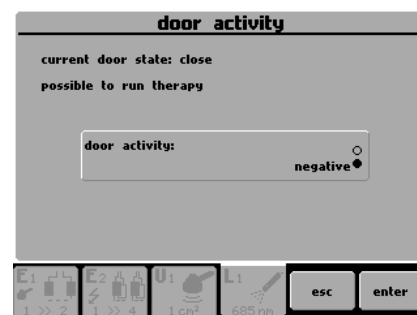 door activity
current door state: close
possible to run therapy
door activity:
negative
E1 E2 U1 L1
1 >> 2 1 >> 4 1 cm² 685 nm
esc enter